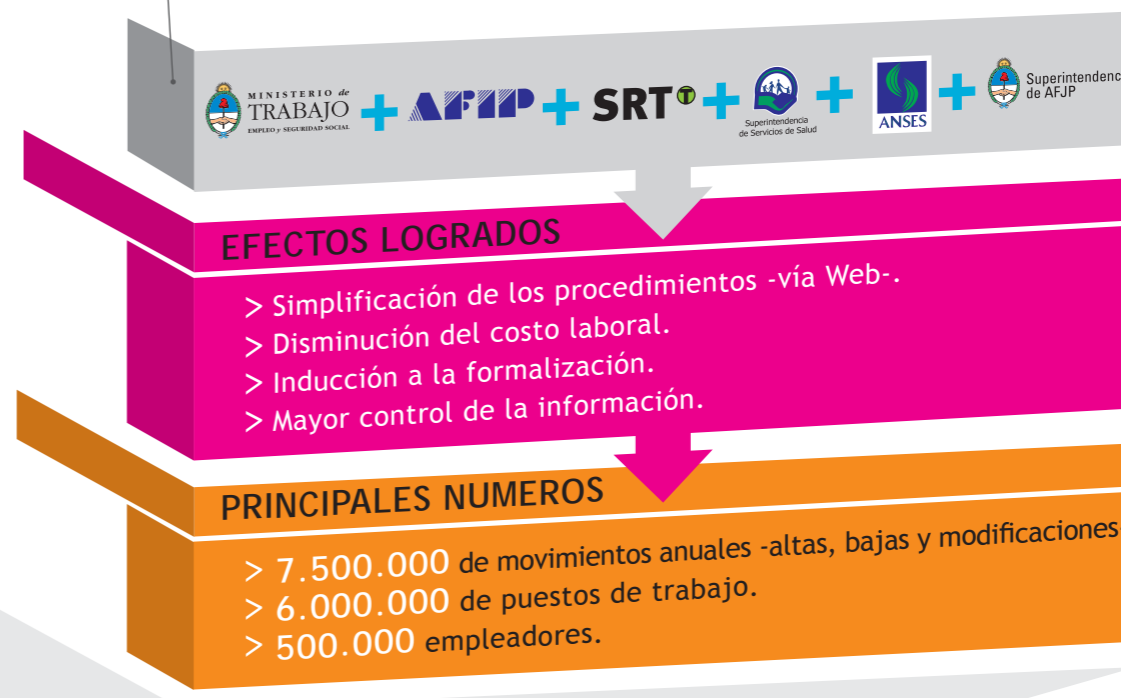 MINISTERIO de
TRABAJO
EMPLEO y SEGURIDAD SOCIAL
+ AFIP + SRT T +
Superintendencia
de Servicios de Salud
+
ANSES
+
Superintendenc
de AFJP
EFECTOS LOGRADOS
> Simplificación de los procedimientos -vía Web-.
> Disminución del costo laboral.
> Inducción a la formalización.
> Mayor control de la información.
PRINCIPALES NUMEROS
> 7.500.000 de movimientos anuales -altas, bajas y modificaciones-
> 6.000.000 de puestos de trabajo.
> 500.000 empleadores.